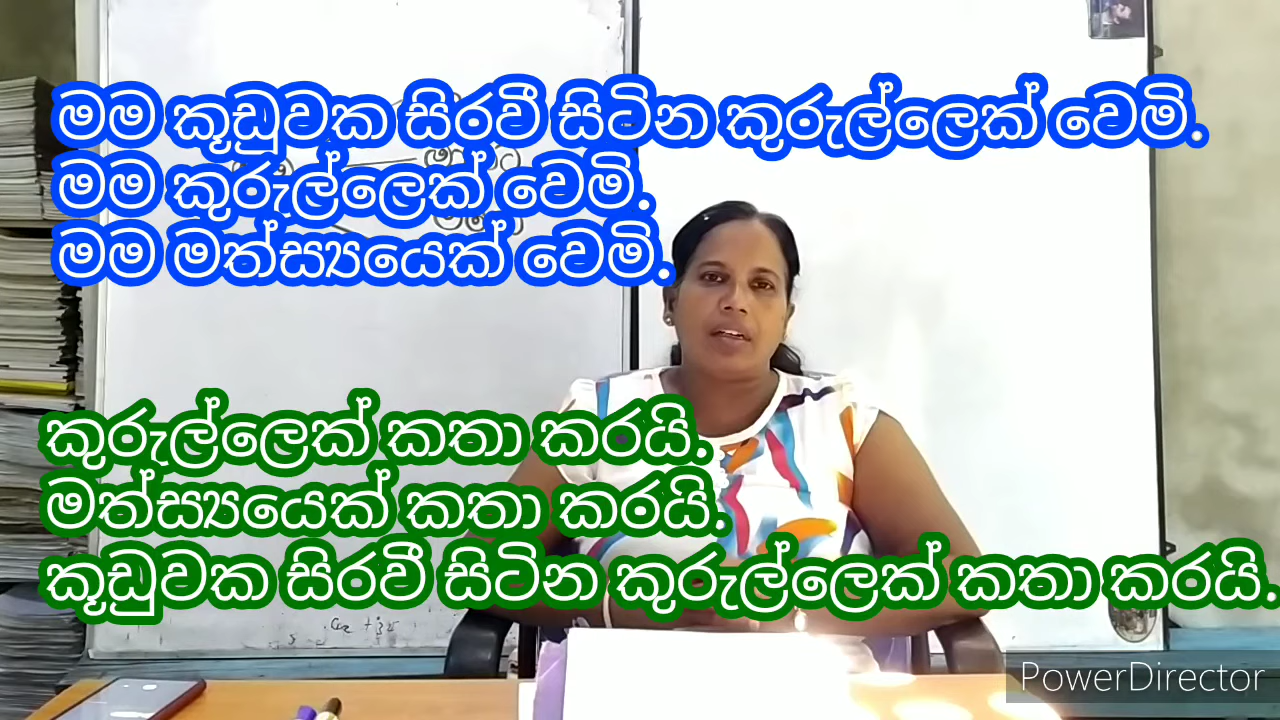 මම කූඩුවක සිරවී සිටින කුරුල්ලෙක් වෙමි.
මම කුරුල්ලෙක් වෙමි.
මම මත්ස්‍යයෙක් වෙමි.
කුරුල්ලෙක් කතා කරයි.
මත්ස්‍යයෙක් කතා කරයි.
කූඩුවක සිරවී සිටින කුරුල්ලෙක් කතා කරයි.
PowerDirector